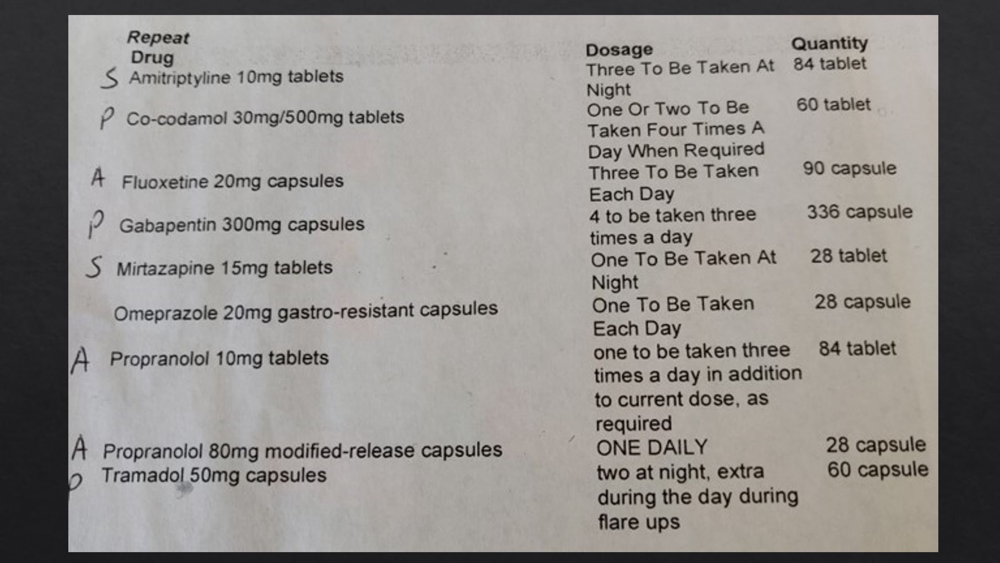 Repeat
Drug Dosage Quantity
S Amitriptyline 10mg tablets Three To Be Taken At 84 tablet
Night
P Co-codamol 30mg/500mg tablets One Or Two To Be 60 tablet
Taken Four Times A
Day When Required
A Fluoxetine 20mg capsules Three To Be Taken 90 capsule
Each Day
P Gabapentin 300mg capsules 4 to be taken three 336 capsule
times a day
S Mirtazapine 15mg tablets One To Be Taken At 28 tablet
Night
Omeprazole 20mg gastro-resistant capsules One To Be Taken 28 capsule
Each Day
A Propranolol 10mg tablets one to be taken three 84 tablet
times a day in addition
to current dose, as
required
A Propranolol 80mg modified-release capsules ONE DAILY 28 capsule
P Tramadol 50mg capsules two at night, extra 60 capsule
during the day during
flare ups